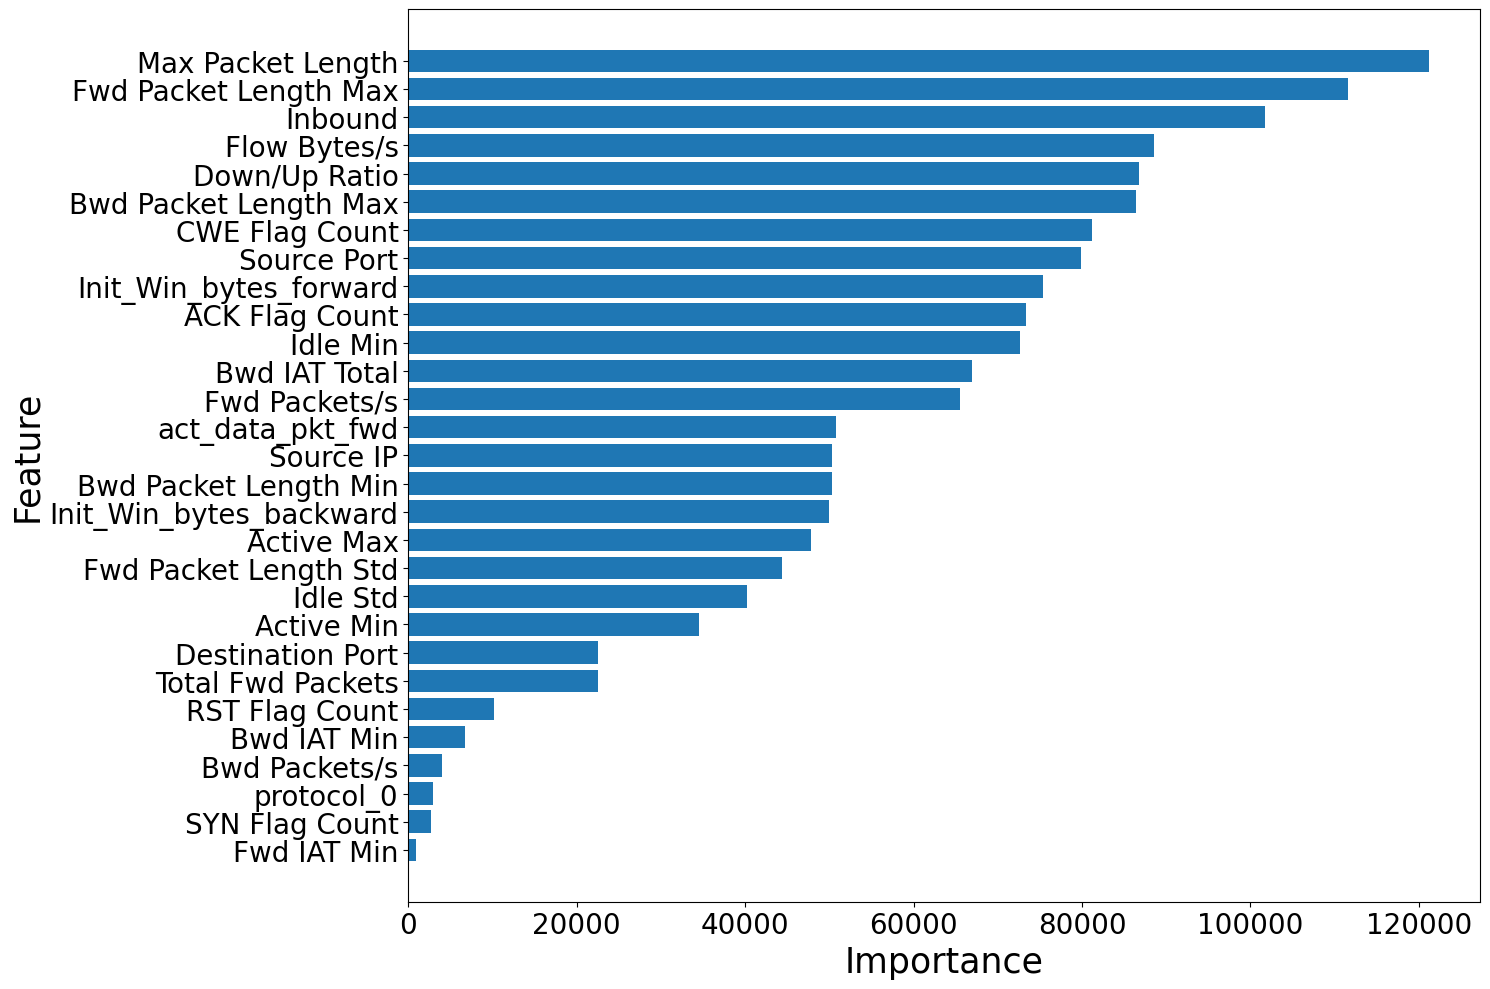 Max Packet Length
Fwd Packet Length Max
Inbound
Flow Bytes/s
Down/Up Ratio
Bwd Packet Length Max
CWE Flag Count
Source Port
Init_Win_bytes_forward
ACK Flag Count
Idle Min
Bwd IAT Total
Fwd Packets/s
act_data_pkt_fwd
Source IP
Bwd Packet Length Min
Init_Win_bytes_backward
Active Max
Fwd Packet Length Std
Idle Std
Active Min
Destination Port
Total Fwd Packets
RST Flag Count
Bwd IAT Min
Bwd Packets/s
protocol_0
SYN Flag Count
Fwd IAT Min
Feature
0 20000 40000 60000 80000 100000 120000
Importance